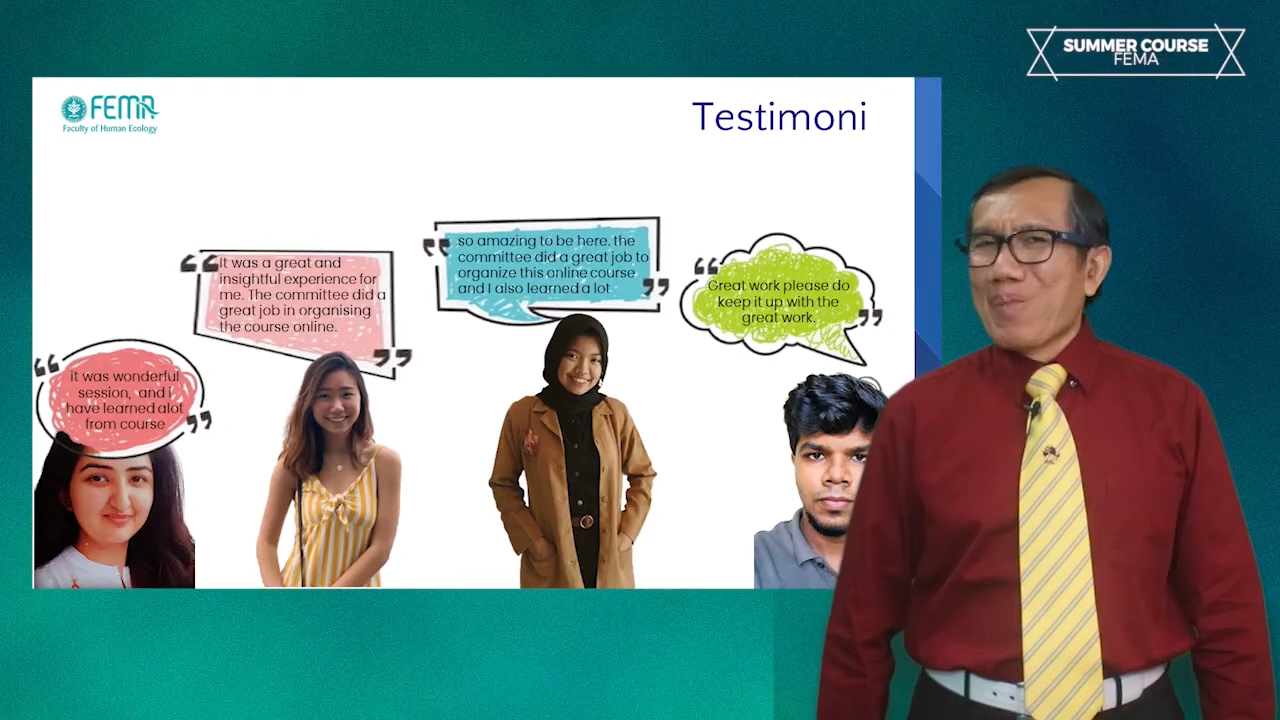 SUMMER COURSE
FEMA
FEMA
Faculty of Human Ecology
Testimoni
it was wonderful
session, and i
have learned alot
from course
It was a great and
insightful experience for
me. The committee did a
great job in organising
the course online.
so amazing to be here. the
committee did a great job to
organize this online course
and I also learned a lot
Great work please do
keep it up with the
great work.